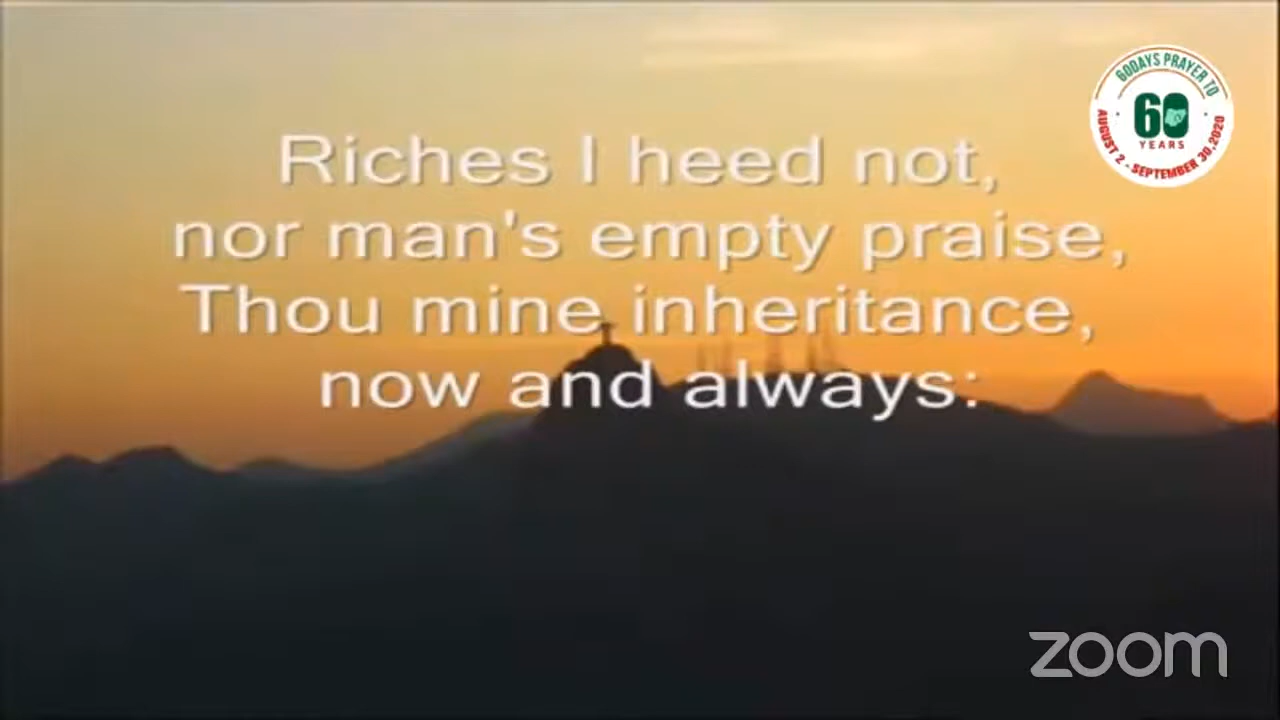 Riches I heed not,
nor man's empty praise,
Thou mine inheritance,
now and always:
60DAYS PRAYER TO
60
YEARS
AUGUST 2 - SEPTEMBER 30, 2020
zoom